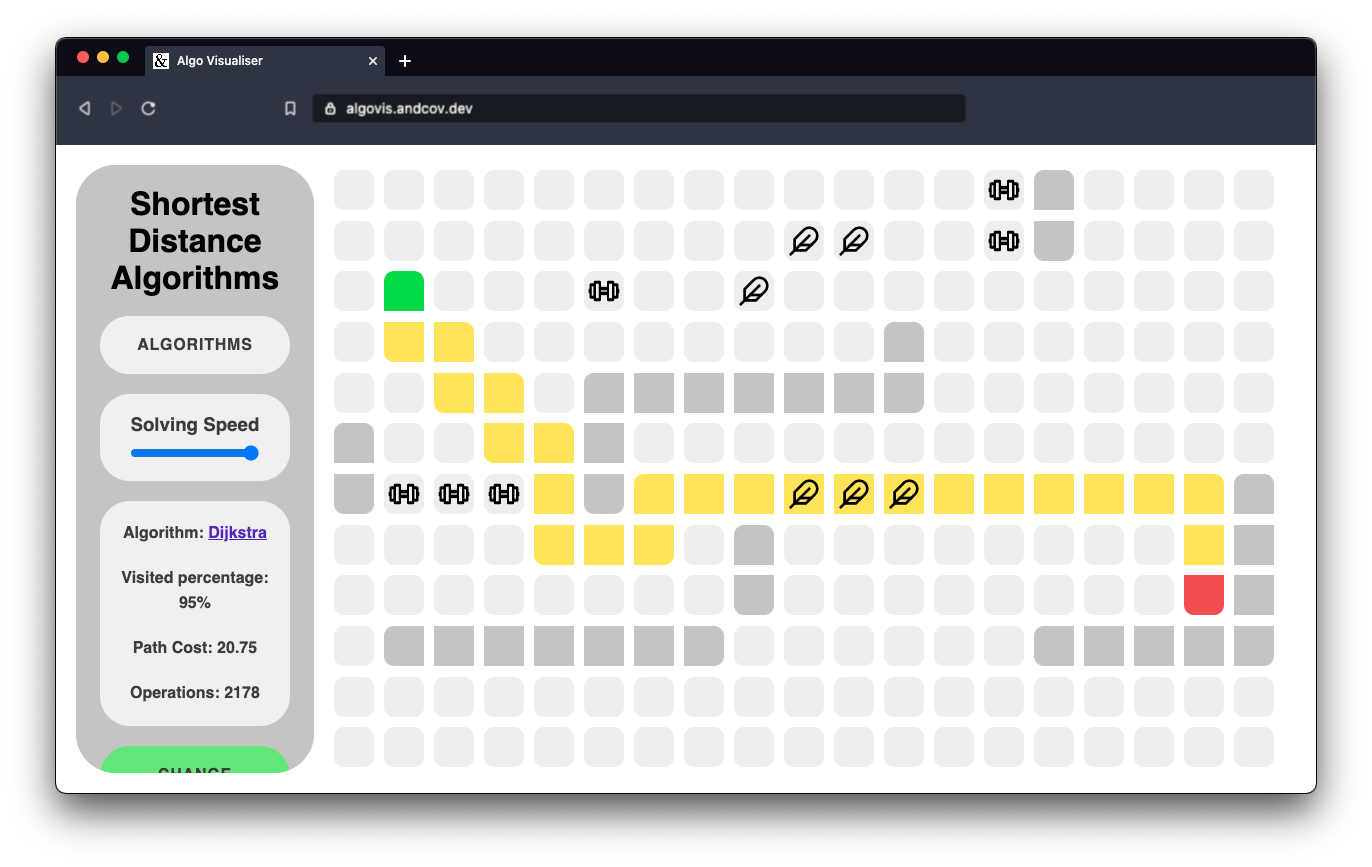 & Algo Visualiser
algovis.andcov.dev
Shortest
Distance
Algorithms
ALGORITHMS
Solving Speed
Algorithm: Dijkstra
Visited percentage:
95%
Path Cost: 20.75
Operations: 2178
CHANGE